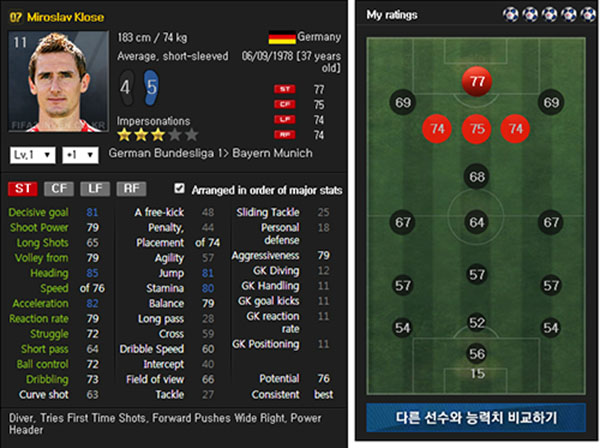 07 Miroslav Klose
11
183 cm / 74 kg
Germany
Average, short-sleeved
06/09/1978 [37 years old]
4 5
ST 77
CF 75
LF 74
RF 74
Impersonations
Lv.1 +1 German Bundesliga 1> Bayern Munich
ST CF LF RF Arranged in order of major stats
Decisive goal 81 A free-kick 48 Sliding Tackle 25
Shoot Power 79 Penalty, 44 Personal defense 18
Long Shots 65 Placement of 74
Volley from 79 Agility 57 Aggressiveness 79
Heading 85 Jump 81 GK Diving 12
Speed of 76 Stamina 80 GK Handling 11
Acceleration 82 Balance 79 GK goal kicks 11
Reaction rate 79 Long pass 28 GK reaction rate 11
Struggle 72 Cross 59
Short pass 64 Dribble Speed 60 GK Positioning 11
Ball control 72 Intercept 40
Dribbling 73 Field of view 66 Potential 76
Curve shot 63 Tackle 27 Consistent best
Diver, Tries First Time Shots, Forward Pushes Wide Right, Power
Header
My ratings
77
69 69
74 75 74
68
67 64 67
57 57 57
54 52 54
56
15
다른 선수와 능력치 비교하기